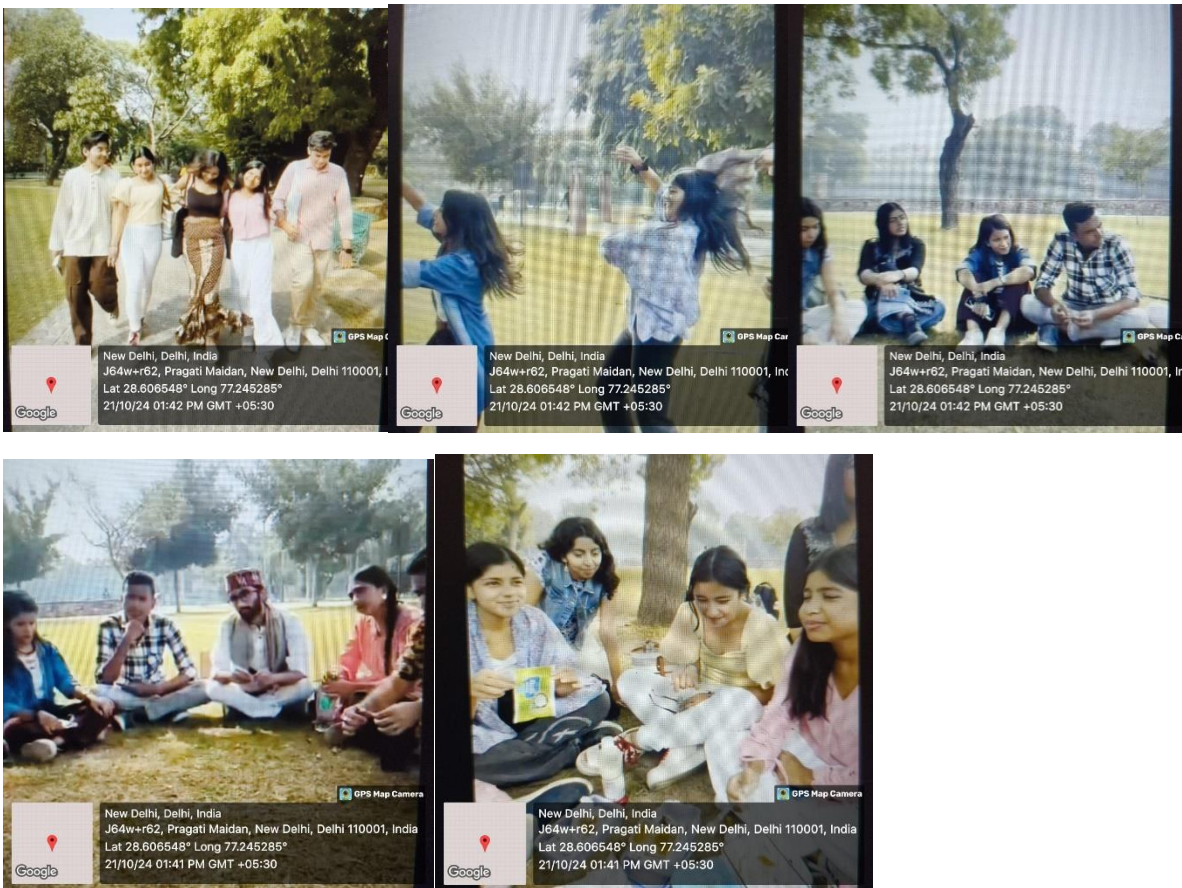 GPS Map C
New Delhi, Delhi, India
J64w+r62, Pragati Maidan, New Delhi, Delhi 110001, I
Lat 28.606548° Long 77.245285°
21/10/24 01:42 PM GMT +05:30
Google
GPS Map Car
New Delhi, Delhi, India
J64w+r62, Pragati Maidan, New Delhi, Delhi 110001, Inc
Lat 28.606548° Long 77.245285°
21/10/24 01:42 PM GMT +05:30
Google
GPS Map Car
New Delhi, Delhi, India
J64w+r62, Pragati Maidan, New Delhi, Delhi 110001, Ir
Lat 28.606548° Long 77.245285°
21/10/24 01:42 PM GMT +05:30
Google
GPS Map Camera
New Delhi, Delhi, India
J64w+r62, Pragati Maidan, New Delhi, Delhi 110001, India
Lat 28.606548° Long 77.245285°
21/10/24 01:41 PM GMT +05:30
Google
GPS Map Camera
New Delhi, Delhi, India
J64w+r62, Pragati Maidan, New Delhi, Delhi 110001, India
Lat 28.606548° Long 77.245285°
21/10/24 01:41 PM GMT +05:30
Google